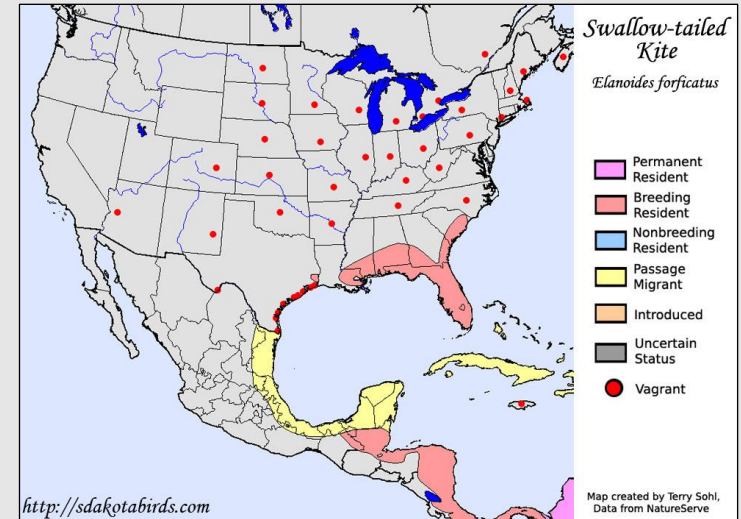 Swallow-tailed
Kite
Elanoides forficatus
Permanent
Resident
Breeding
Resident
Nonbreeding
Resident
Passage
Migrant
Introduced
Uncertain
Status
Vagrant
Map created by Terry Sohl,
Data from NatureServe
http://sdakotabirds.com